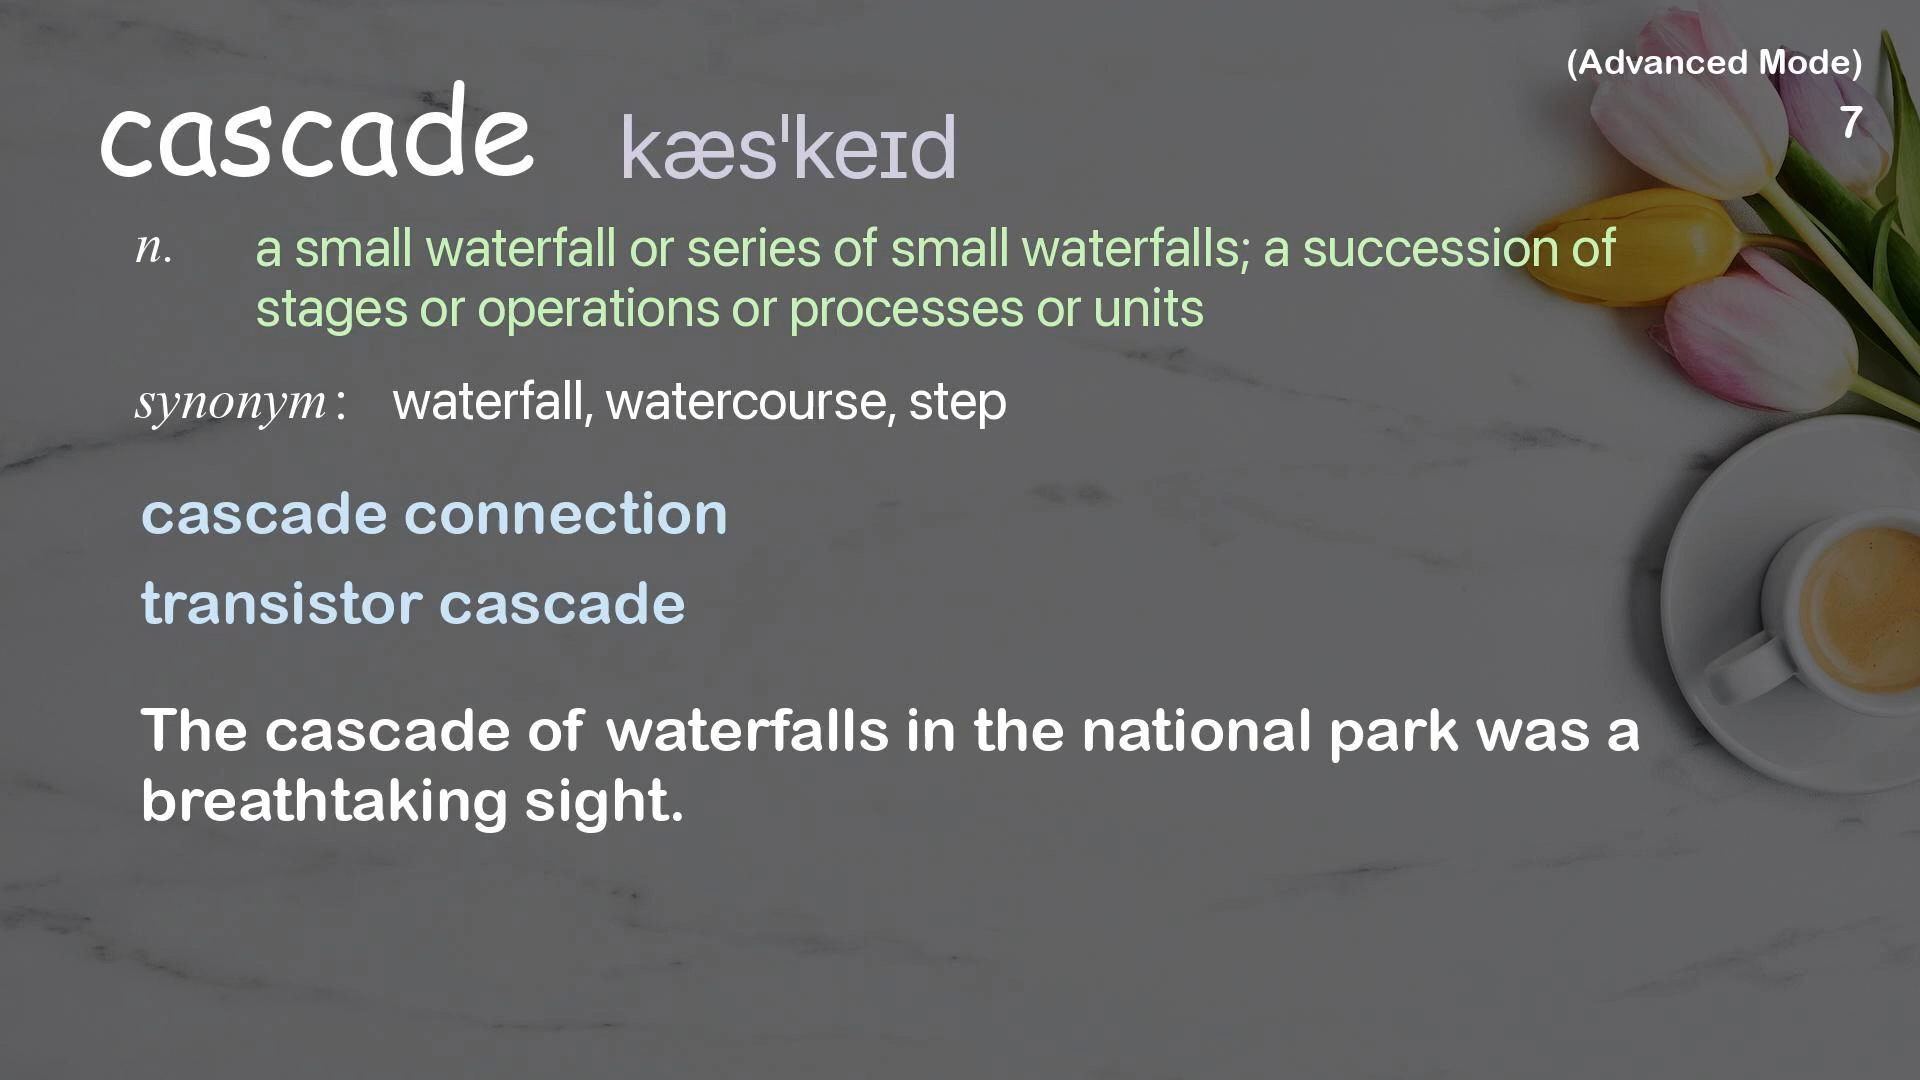 (Advanced Mode)
7
cascade kæsˈkeɪd
n. a small waterfall or series of small waterfalls; a succession of
stages or operations or processes or units
synonym: waterfall, watercourse, step
cascade connection
transistor cascade
The cascade of waterfalls in the national park was a
breathtaking sight.